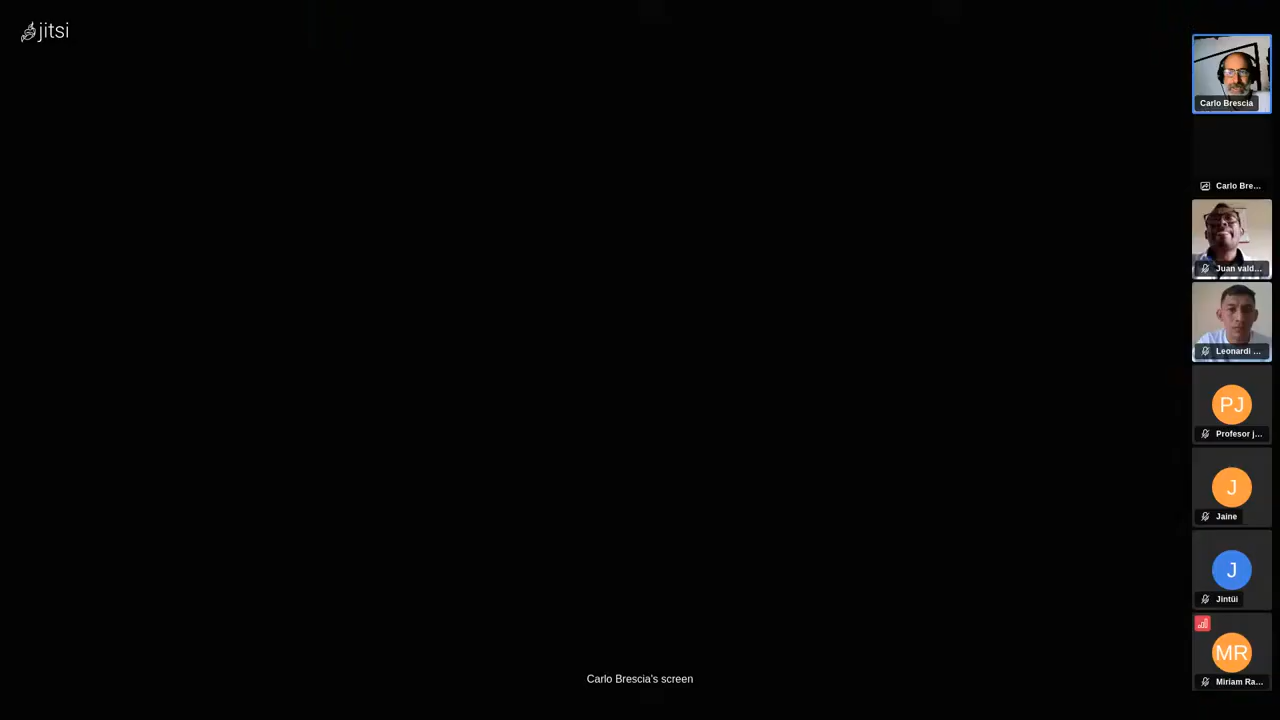 jitsi
Carlo Brescia
Carlo Bre...
Juan vald...
Leonardi ...
PJ
Profesor j...
J
Jaine
J
Jintüi
MR
Miriam Ra...
Carlo Brescia's screen